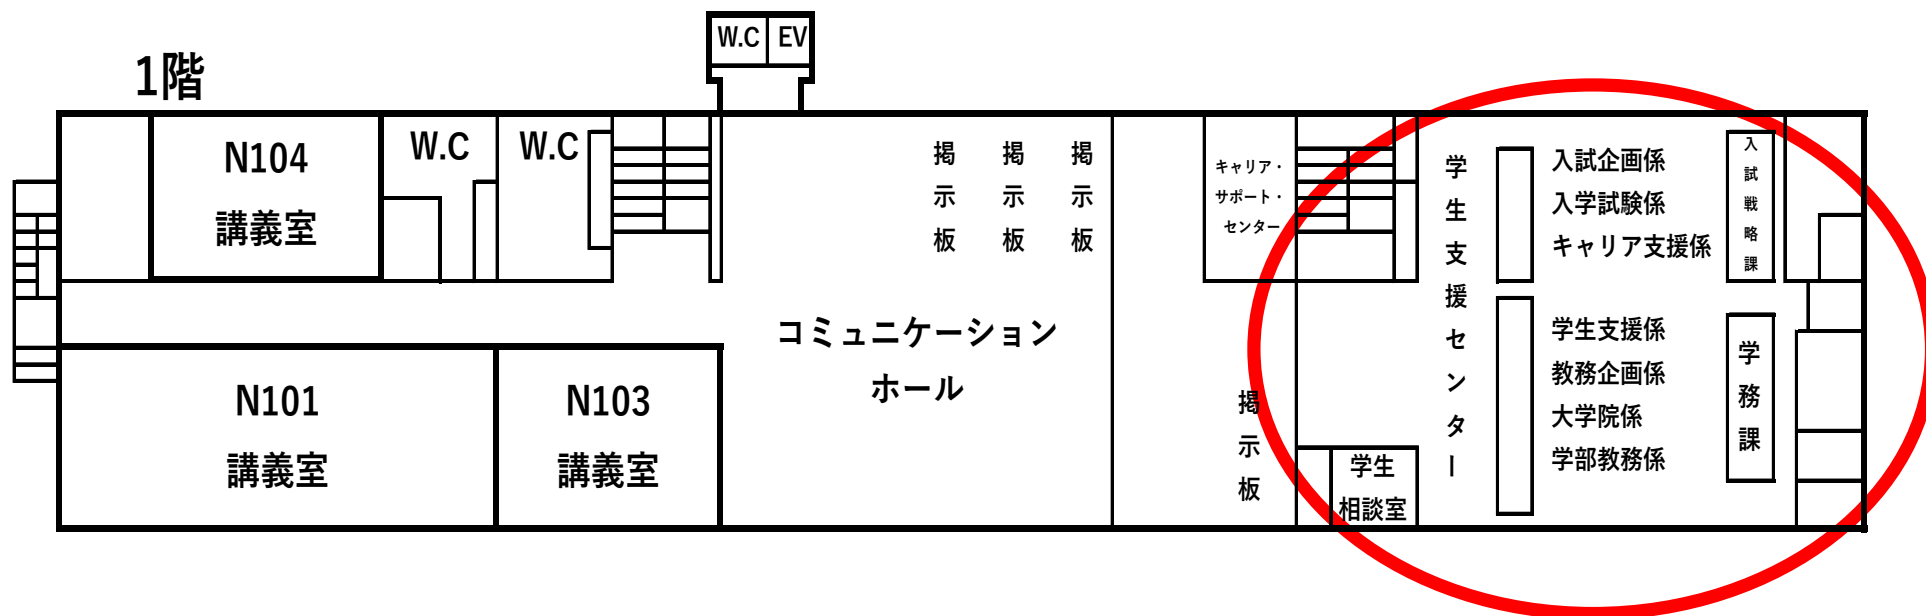 1階
W.C
EV
N104
講義室
W.C
W.C
掲示板
掲示板
掲示板
キャリア・
サポート・
センター
コミュニケーション
ホール
N101
講義室
N103
講義室
掲示板
学生
相談室
学生支援センター
入試企画係
入学試験係
キャリア支援係
入試戦略課
学生支援係
教務企画係
大学院係
学部教務係
学務課